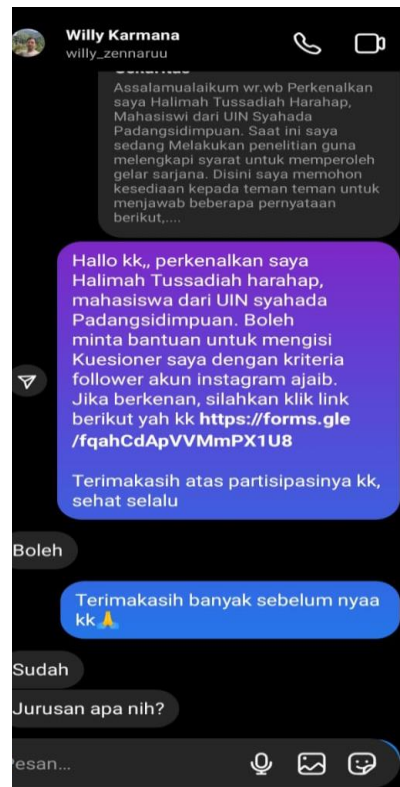 Willy Karmana
willy_zennaruu
Sekuritas
Assalamualaikum wr.wb Perkenalkan
saya Halimah Tussadiah Harahap,
Mahasiswi dari UIN Syahada
Padangsidimpuan. Saat ini saya
sedang Melakukan penelitian guna
melengkapi syarat untuk memperoleh
gelar sarjana. Disini saya memohon
kesediaan kepada teman teman untuk
menjawab beberapa pernyataan
berikut,....
Hallo kk,, perkenalkan saya
Halimah Tussadiah harahap,
mahasiswa dari UIN syahada
Padangsidimpuan. Boleh
minta bantuan untuk mengisi
Kuesioner saya dengan kriteria
follower akun instagram ajaib.
Jika berkenan, silahkan klik link
berikut yah kk https://forms.gle
/fqahCdApVVMmPX1U8
Terimakasih atas partisipasinya kk,
sehat selalu
Boleh
Terimakasih banyak sebelum nyaa
kk🙏
Sudah
Jurusan apa nih?
esan...